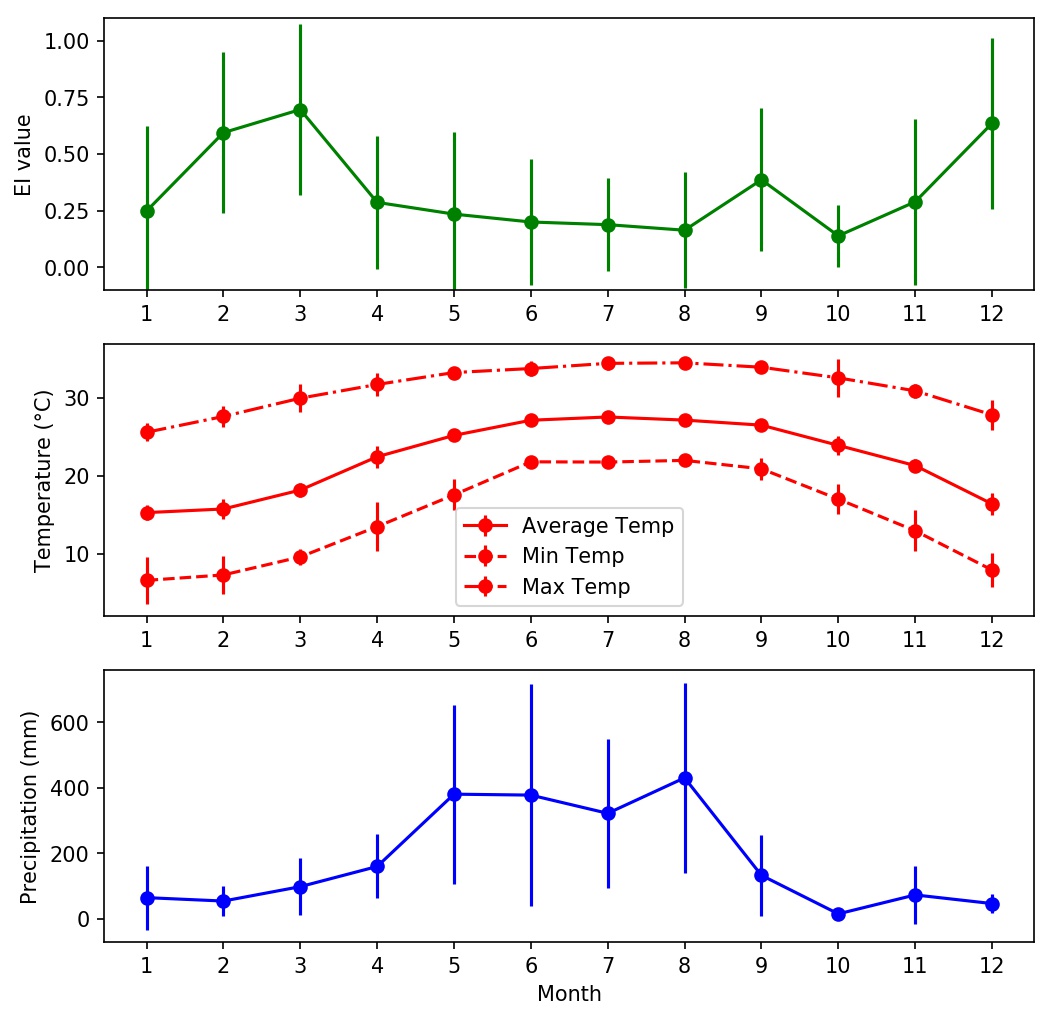 1.00
0.75
0.50
0.25
0.00
EI value
1 2 3 4 5 6 7 8 9 10 11 12
30
20
10
Temperature (°C)
Average Temp
Min Temp
Max Temp
1 2 3 4 5 6 7 8 9 10 11 12
600
400
200
0
Precipitation (mm)
1 2 3 4 5 6 7 8 9 10 11 12
Month